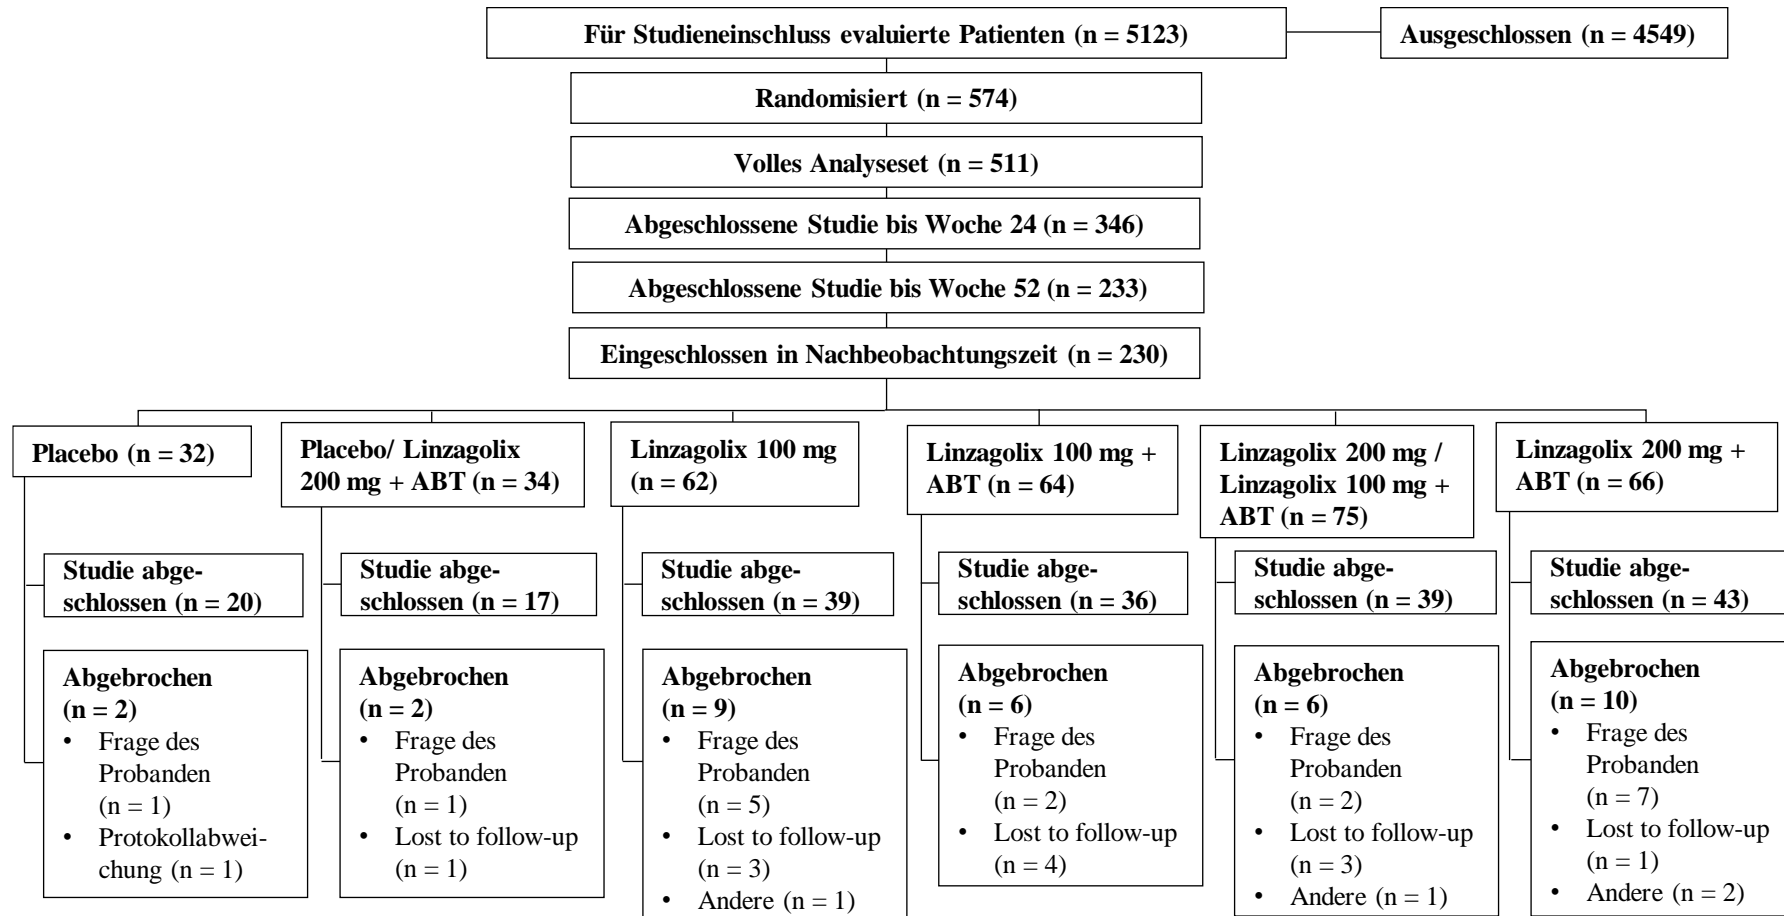 Für Studieneinschluss evaluierte Patienten (n = 5123)
Ausgeschlossen (n = 4549)
Randomisiert (n = 574)
Volles Analyseset (n = 511)
Abgeschlossene Studie bis Woche 24 (n = 346)
Abgeschlossene Studie bis Woche 52 (n = 233)
Eingeschlossen in Nachbeobachtungszeit (n = 230)
Placebo (n = 32)
Studie abge-
schlossen (n = 20)
Abgebrochen
(n = 2)
• Frage des
Probanden
(n = 1)
• Protokollabwei-
chung (n = 1)
Placebo/ Linzagolix
200 mg + ABT (n = 34)
Studie abge-
schlossen (n = 17)
Abgebrochen
(n = 2)
• Frage des
Probanden
(n = 1)
• Lost to follow-up
(n = 1)
Linzagolix 100 mg
(n = 62)
Studie abge-
schlossen (n = 39)
Abgebrochen
(n = 9)
• Frage des
Probanden
(n = 5)
• Lost to follow-up
(n = 3)
• Andere (n = 1)
Linzagolix 100 mg +
ABT (n = 64)
Studie abge-
schlossen (n = 36)
Abgebrochen
(n = 6)
• Frage des
Probanden
(n = 2)
• Lost to follow-up
(n = 4)
Linzagolix 200 mg /
Linzagolix 100 mg +
ABT (n = 75)
Studie abge-
schlossen (n = 39)
Abgebrochen
(n = 6)
• Frage des
Probanden
(n = 2)
• Lost to follow-up
(n = 3)
• Andere (n = 1)
Linzagolix 200 mg +
ABT (n = 66)
Studie abge-
schlossen (n = 43)
Abgebrochen
(n = 10)
• Frage des
Probanden
(n = 7)
• Lost to follow-up
(n = 1)
• Andere (n = 2)